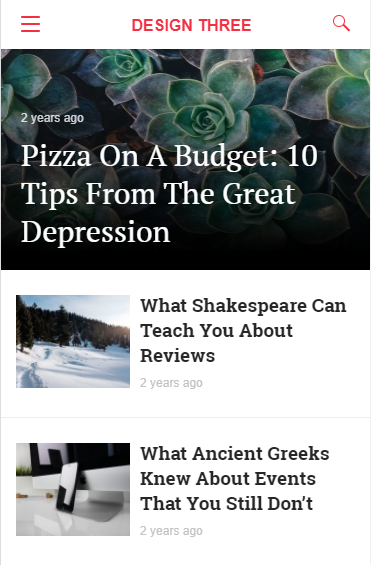 DESIGN THREE
2 years ago
Pizza On A Budget: 10
Tips From The Great
Depression
What Shakespeare Can
Teach You About
Reviews
2 years ago
What Ancient Greeks
Knew About Events
That You Still Don’t
2 years ago